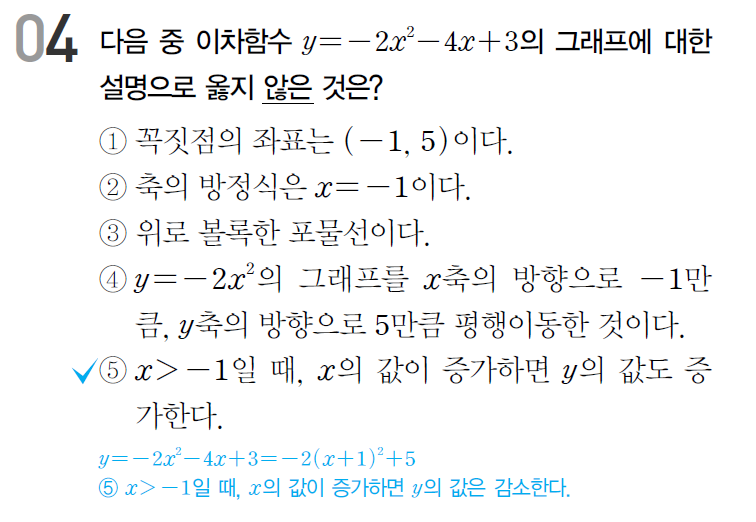 04 다음 중 이차함수 y=-2x²-4x+3의 그래프에 대한
설명으로 옳지 않은 것은?
① 꼭짓점의 좌표는 (-1, 5)이다.
② 축의 방정식은 x=-1이다.
③ 위로 볼록한 포물선이다.
④ y=-2x²의 그래프를 x축의 방향으로 -1만
큼, y축의 방향으로 5만큼 평행이동한 것이다.
⑤ x>-1일 때, x의 값이 증가하면 y의 값도 증
가한다.
y=-2x²-4x+3=-2(x+1)²+5
⑤ x>-1일 때, x의 값이 증가하면 y의 값은 감소한다.